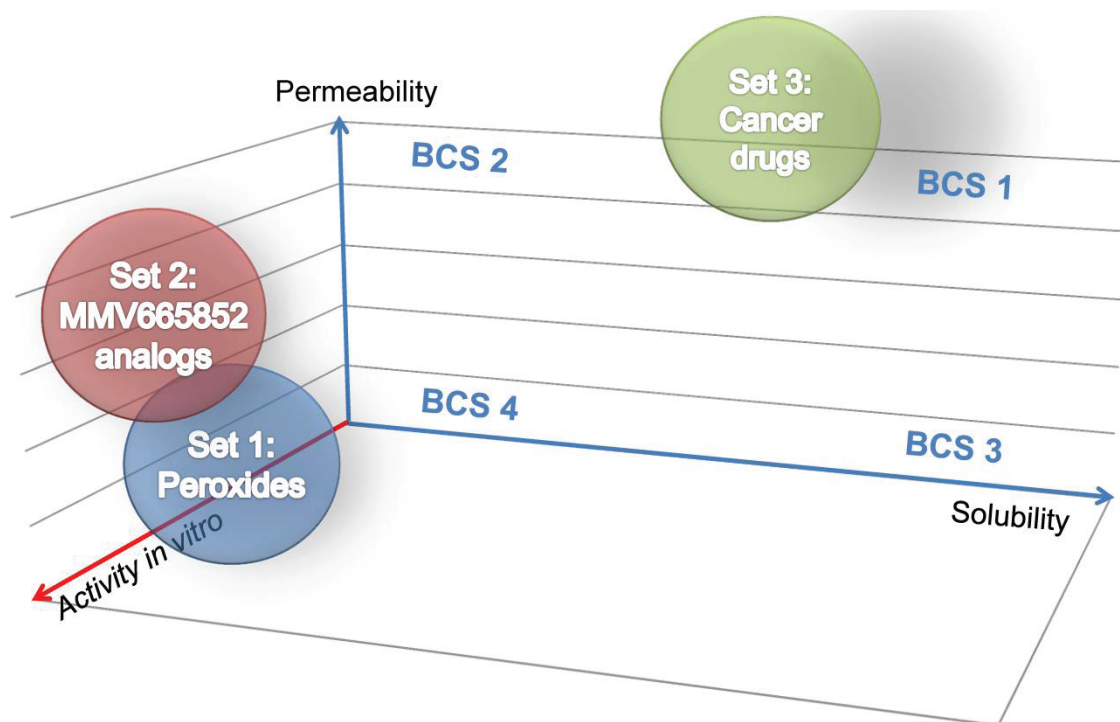 Set 3:
Cancer
drugs
Permeability
BCS 2
BCS 1
Set 2:
MMV665852
analogs
BCS 4
BCS 3
Set 1:
Peroxides
Solubility
Activity in vitro